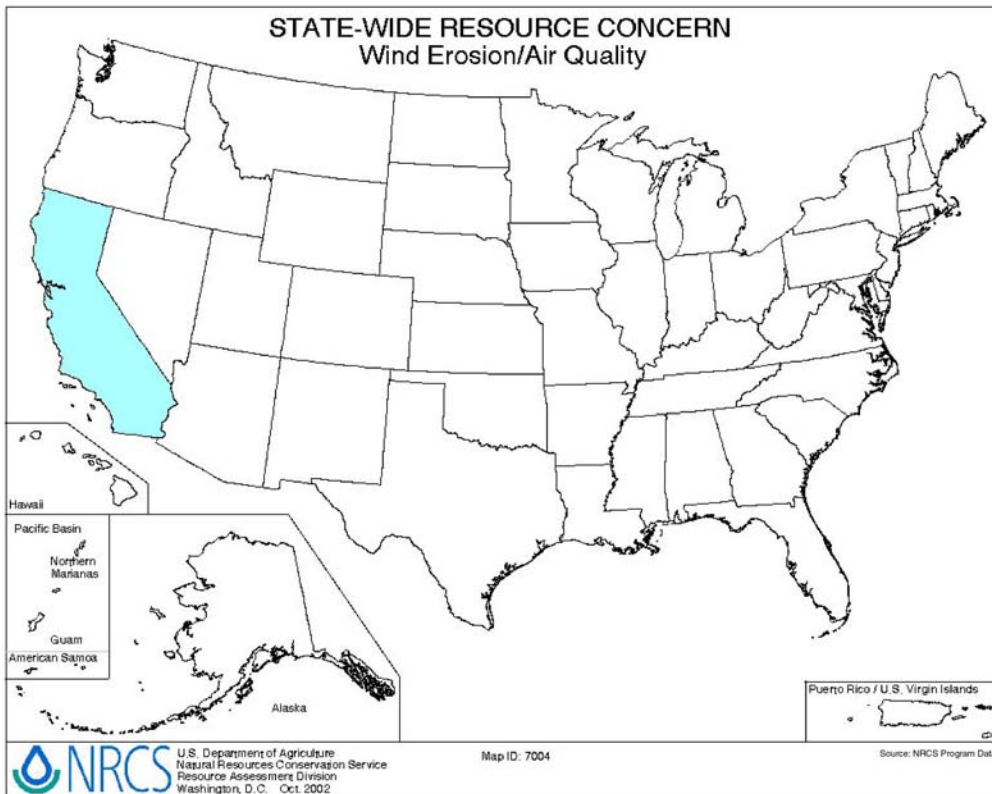 STATE-WIDE RESOURCE CONCERN
Wind Erosion/Air Quality
Hawaii
Pacific Basin
Northern
Marianas
Guam
American Samoa
Alaska
Puerto Rico / U.S. Virgin Islands
NRCS
U.S. Department of Agriculture
Natural Resources Conservation Service
Resource Assessment Division
Washington, D.C. Oct. 2002
Map ID: 7004
Source: NRCS Program Data